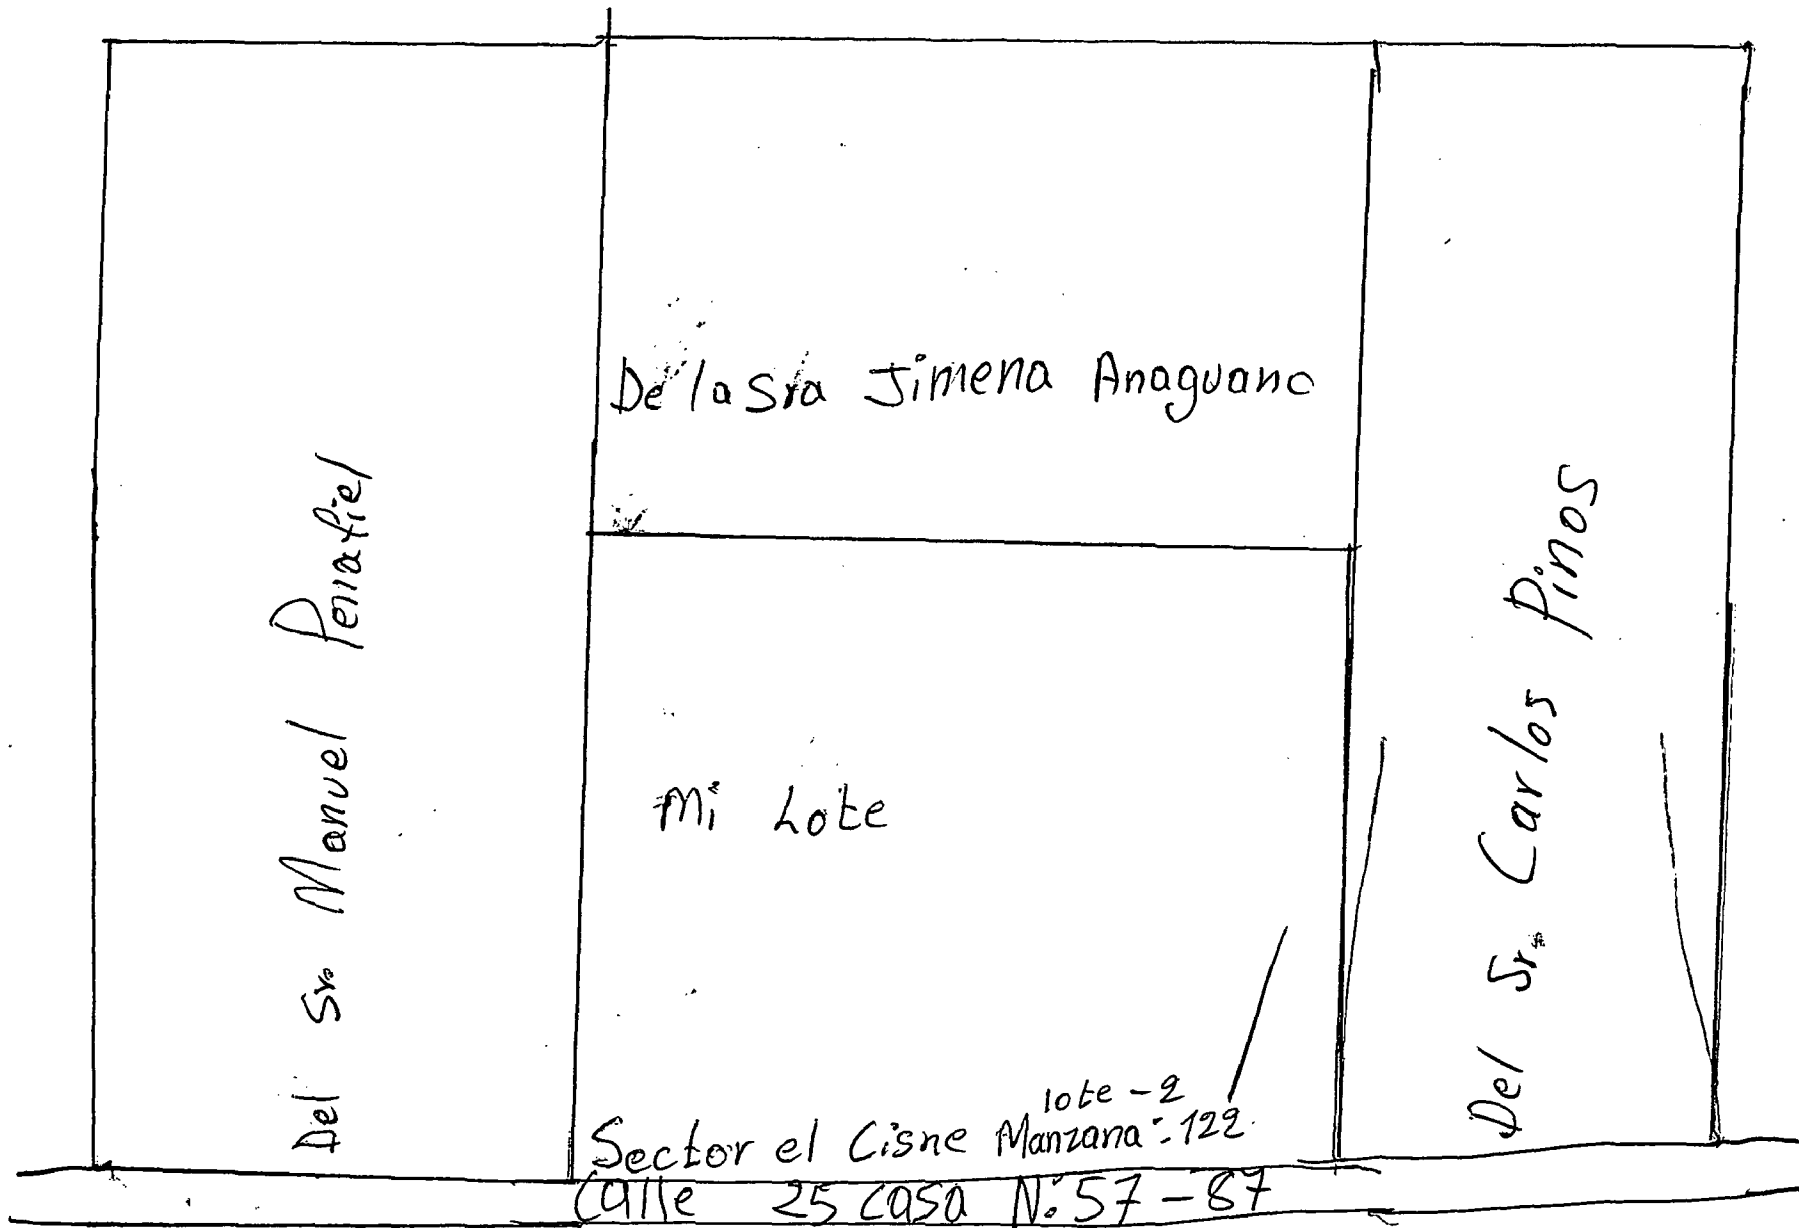 De la Sra Jimena Anaguano
Del Sr. Manuel Penafiel
Mi Lote
Del Sr. Carlos Pinos
lote - 2
Sector el Cisne Manzana:-122
Calle 25 casa N: 57-87